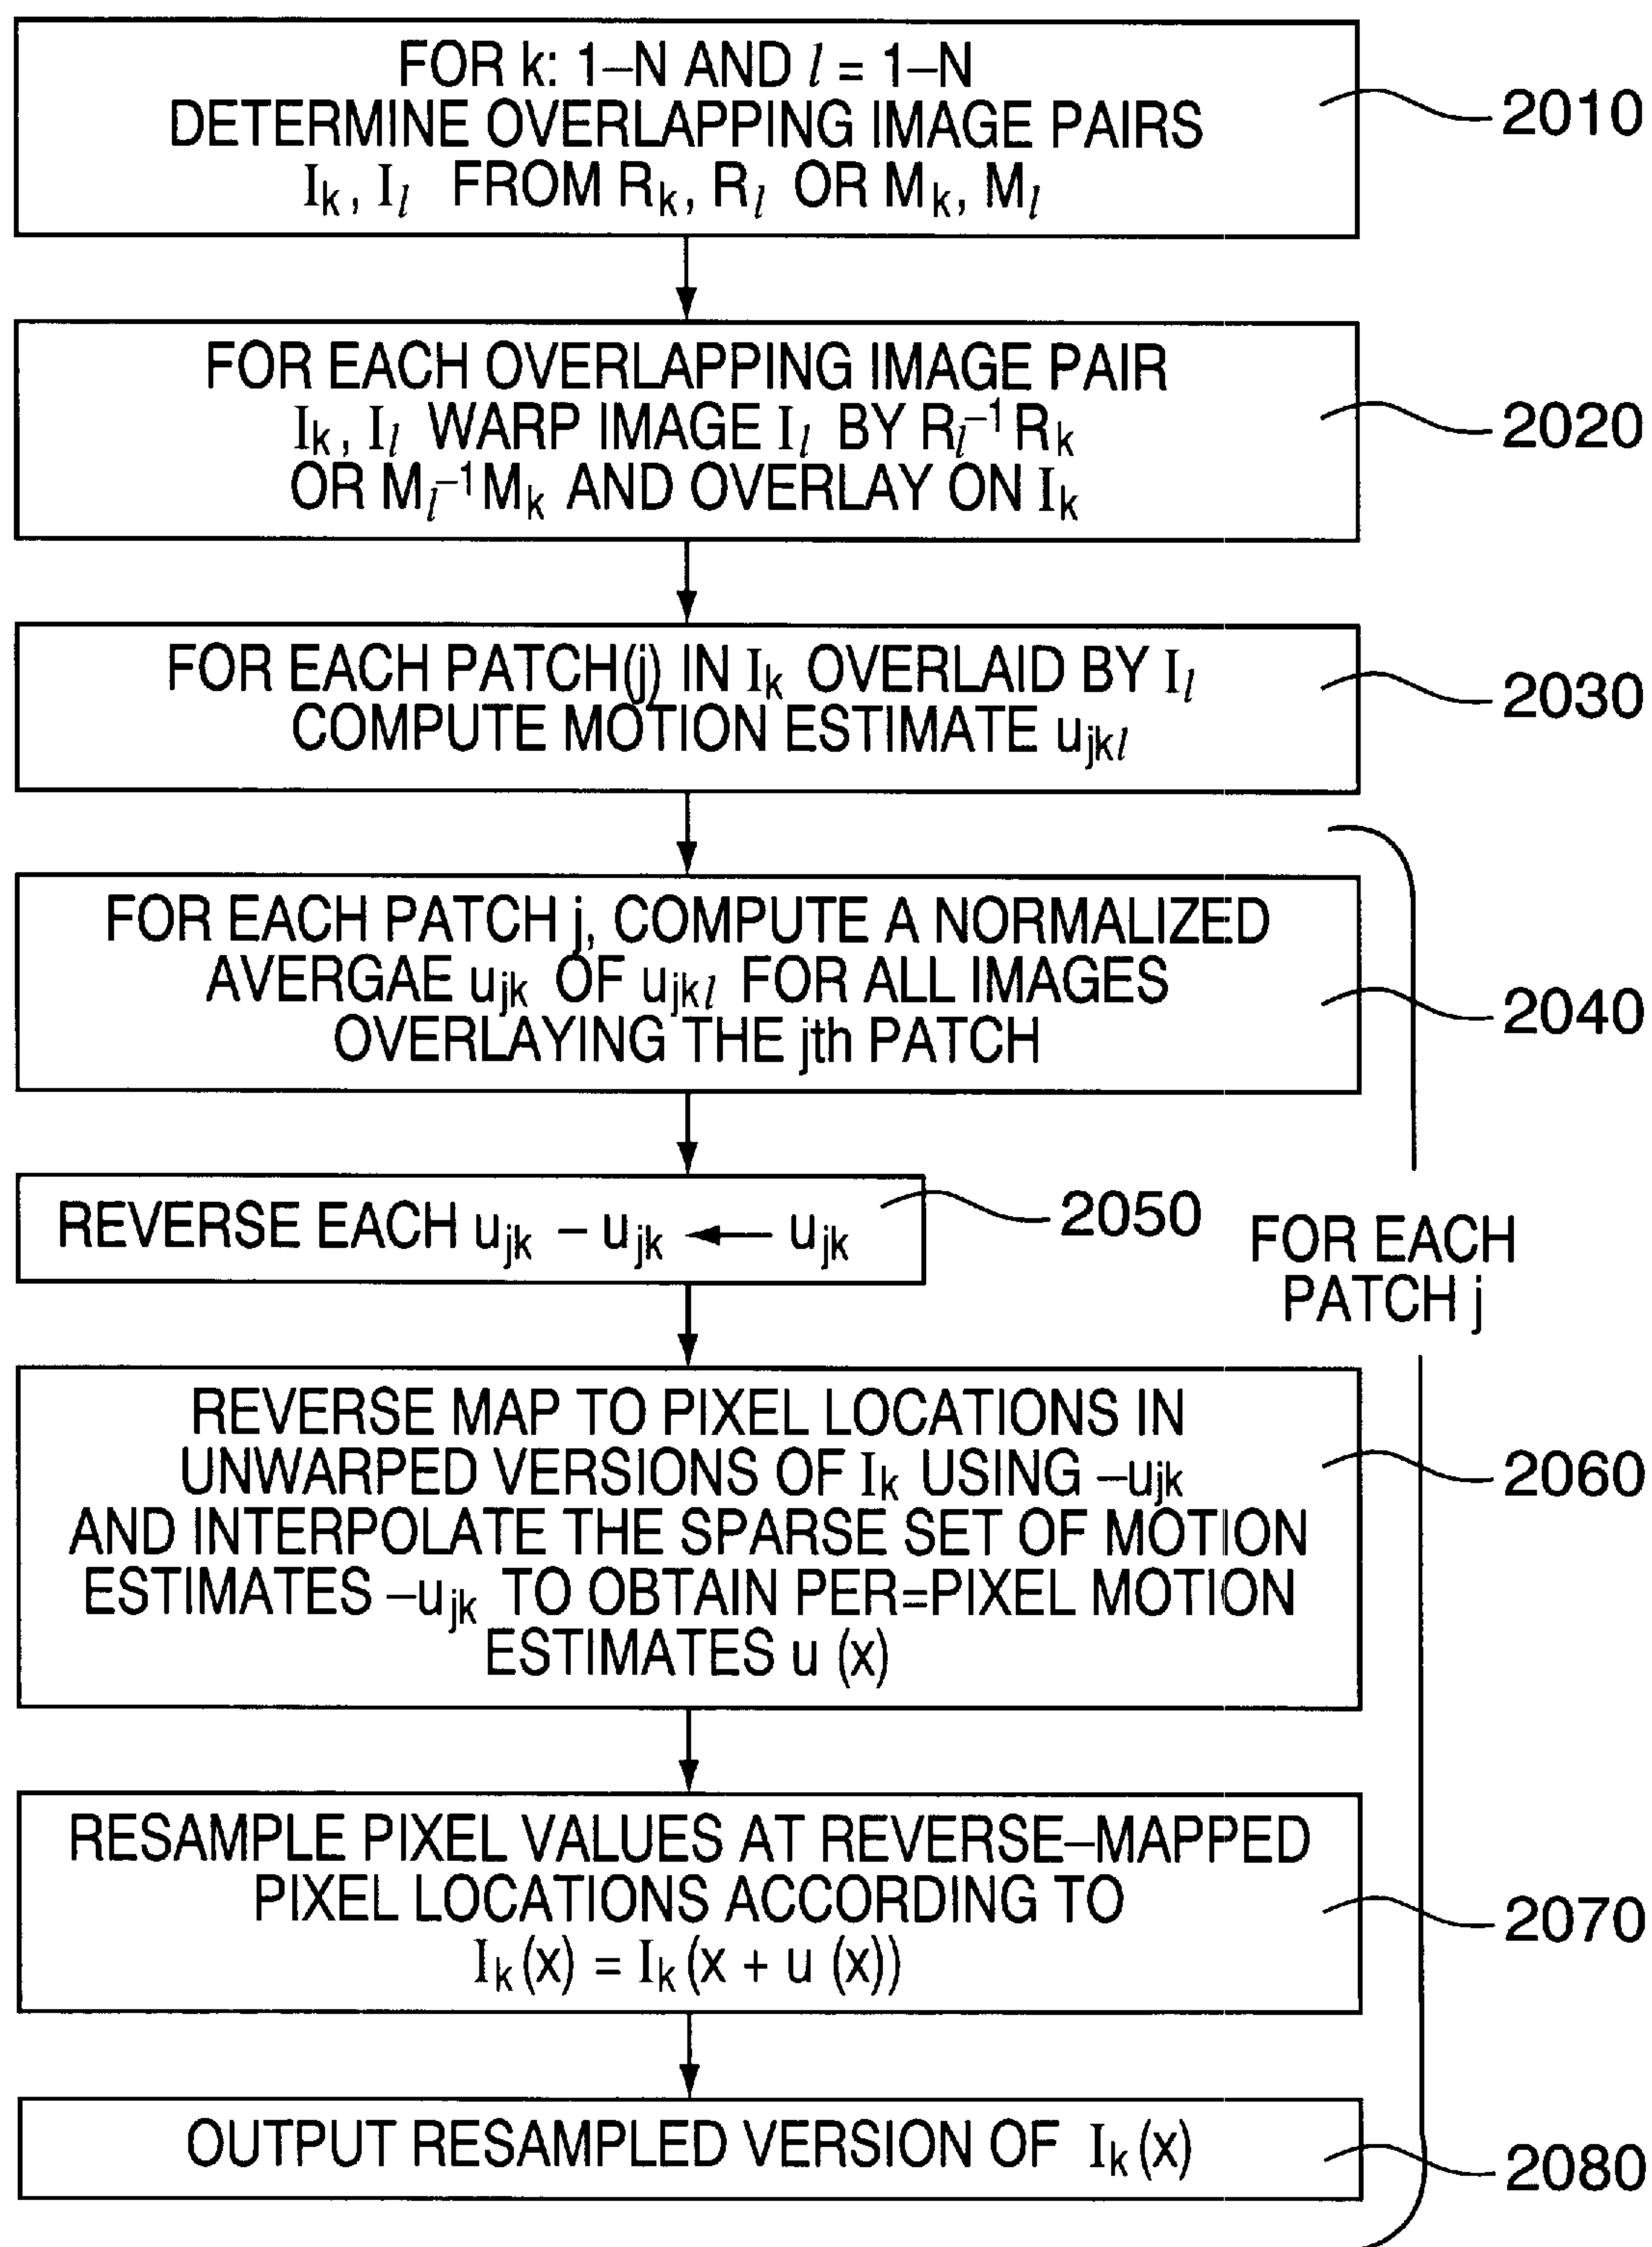 FOR k: 1–N AND l = 1–N
DETERMINE OVERLAPPING IMAGE PAIRS
Iₖ, Iₗ FROM Rₖ, Rₗ OR Mₖ, Mₗ
2010
FOR EACH OVERLAPPING IMAGE PAIR
Iₖ, Iₗ WARP IMAGE Iₗ BY Rₗ⁻¹Rₖ
OR Mₗ⁻¹Mₖ AND OVERLAY ON Iₖ
2020
FOR EACH PATCH(j) IN Iₖ OVERLAID BY Iₗ
COMPUTE MOTION ESTIMATE uⱼₖₗ
2030
FOR EACH PATCH j, COMPUTE A NORMALIZED
AVERGAE uⱼₖ OF uⱼₖₗ FOR ALL IMAGES
OVERLAYING THE jth PATCH
2040
REVERSE EACH uⱼₖ – uⱼₖ ← uⱼₖ
2050
FOR EACH
PATCH j
REVERSE MAP TO PIXEL LOCATIONS IN
UNWARPED VERSIONS OF Iₖ USING –uⱼₖ
AND INTERPOLATE THE SPARSE SET OF MOTION
ESTIMATES –uⱼₖ TO OBTAIN PER=PIXEL MOTION
ESTIMATES u (x)
2060
RESAMPLE PIXEL VALUES AT REVERSE–MAPPED
PIXEL LOCATIONS ACCORDING TO
Iₖ(x) = Iₖ(x + u (x))
2070
OUTPUT RESAMPLED VERSION OF Iₖ(x)
2080